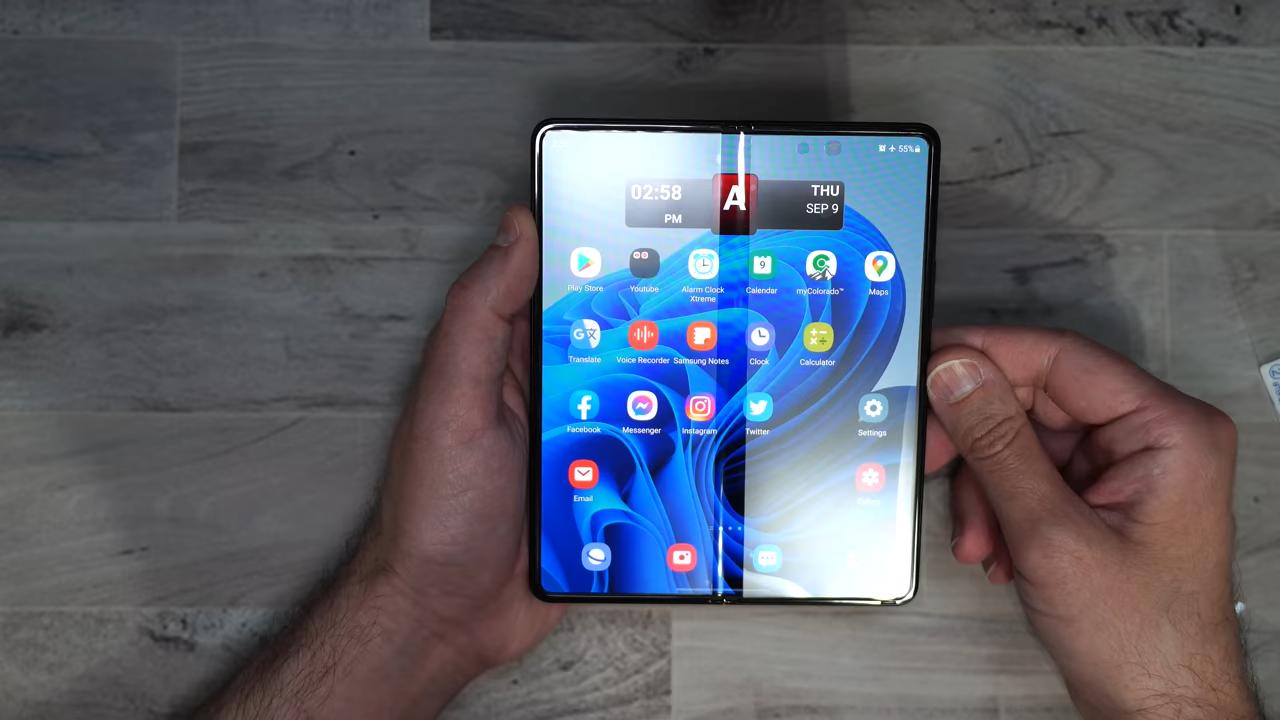 55%
02:58
PM
A
THU
SEP 9
Play Store
Youtube
Alarm Clock
Xtreme
9
Calendar
myColorado™
Maps
Translate
Voice Recorder
Samsung Notes
Clock
Calculator
Facebook
Messenger
Instagram
Twitter
Settings
Email